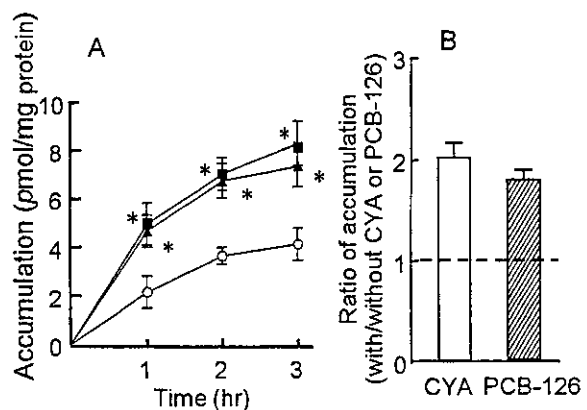 A
Accumulation (pmol/mg protein)
10
8
6
4
2
0
*
*
*
*
*
*
1
2
3
Time (hr)
B
Ratio of accumulation
(with/without CYA or PCB-126)
3
2
1
0
CYA
PCB-126